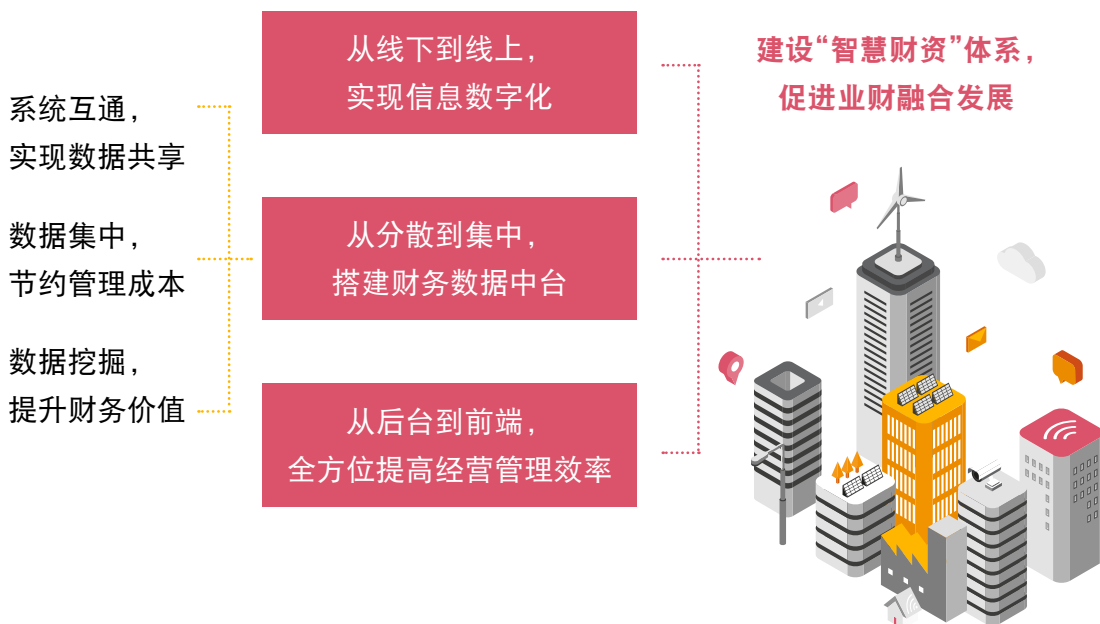 系统互通，
实现数据共享
数据集中，
节约管理成本
数据挖掘，
提升财务价值
从线下到线上，
实现信息数字化
从分散到集中，
搭建财务数据中台
从后台到前端，
全方位提高经营管理效率
建设“智慧财资”体系，
促进业财融合发展